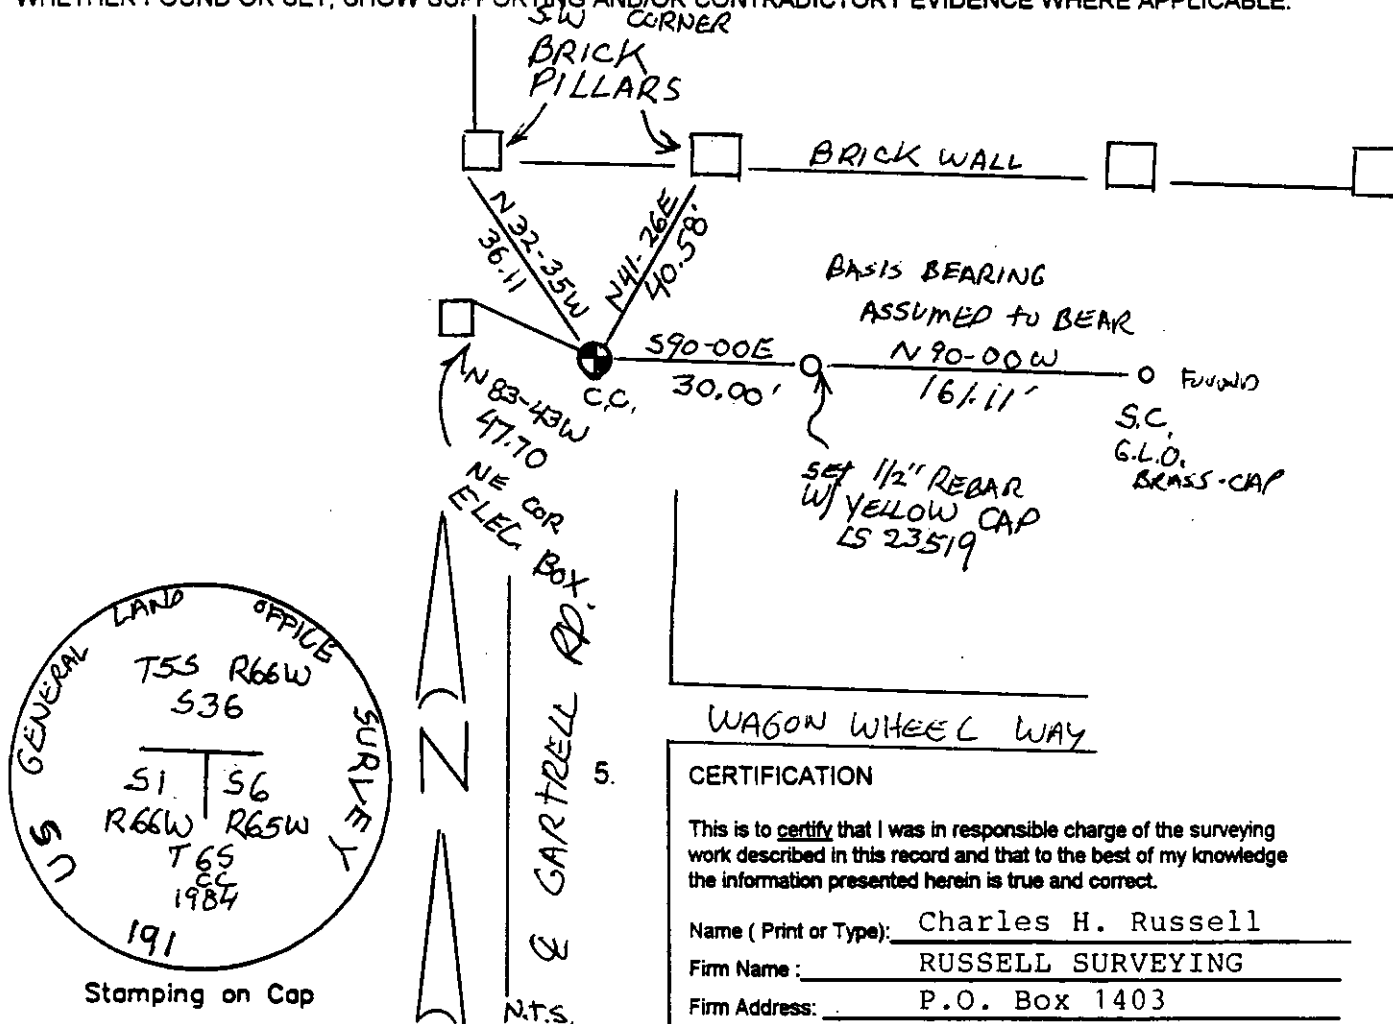 WHETHER FOUND OR SET, SHOW SUPPORTING AND/OR CONTRADICTORY EVIDENCE WHERE APPLICABLE.
SW CORNER
BRICK
PILLARS
BRICK WALL
N32-35W
36.11
N41-26E
40.58'
BASIS BEARING
ASSUMED to BEAR
S90-00E
30.00'
N90-00W
161.11'
FOUND
S.C.
G.L.O.
BRASS-CAP
C.C.
N83-43W
47.70
NE COR
ELEC. BOX
SET 1/2" REBAR
W/ YELLOW CAP
LS 23519
GARTRELL RD.
N
N.T.S.
WAGON WHEEL WAY
US GENERAL LAND OFFICE SURVEY
T5S R66W
S36
S1 S6
R66W R65W
T6S
CC
1984
191
Stamping on Cap
5.
CERTIFICATION
This is to certify that I was in responsible charge of the surveying
work described in this record and that to the best of my knowledge
the information presented herein is true and correct.
Name ( Print or Type): Charles H. Russell
Firm Name : RUSSELL SURVEYING
Firm Address: P.O. Box 1403